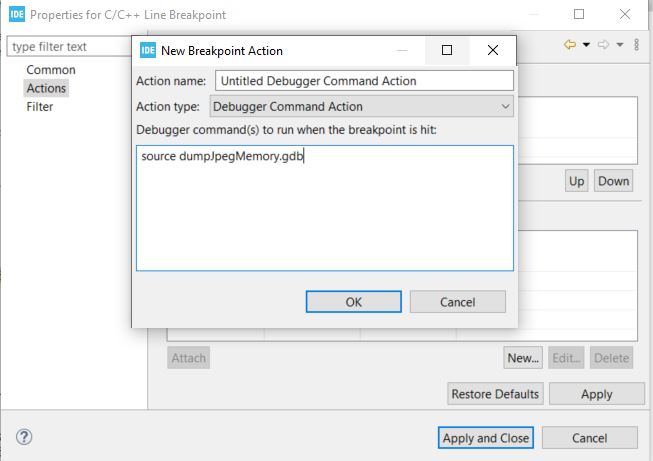 IDE Properties for C/C++ Line Breakpoint
type filter text
Common
Actions
Filter
IDE New Breakpoint Action
Action name: Untitled Debugger Command Action
Action type: Debugger Command Action
Debugger command(s) to run when the breakpoint is hit:
source dumpJpegMemory.gdb
Up Down
OK Cancel
Attach New... Edit... Delete
Restore Defaults Apply
? Apply and Close Cancel